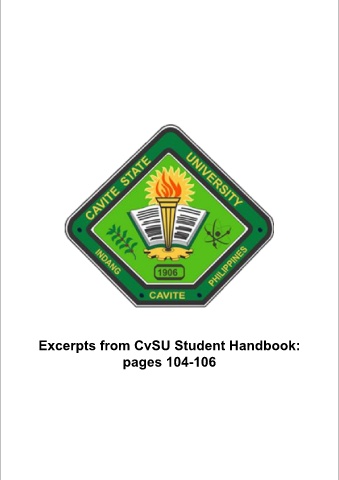 CAVITE STATE UNIVERSITY
1906
INDANG CAVITE PHILIPPINES
Excerpts from CvSU Student Handbook:
pages 104-106